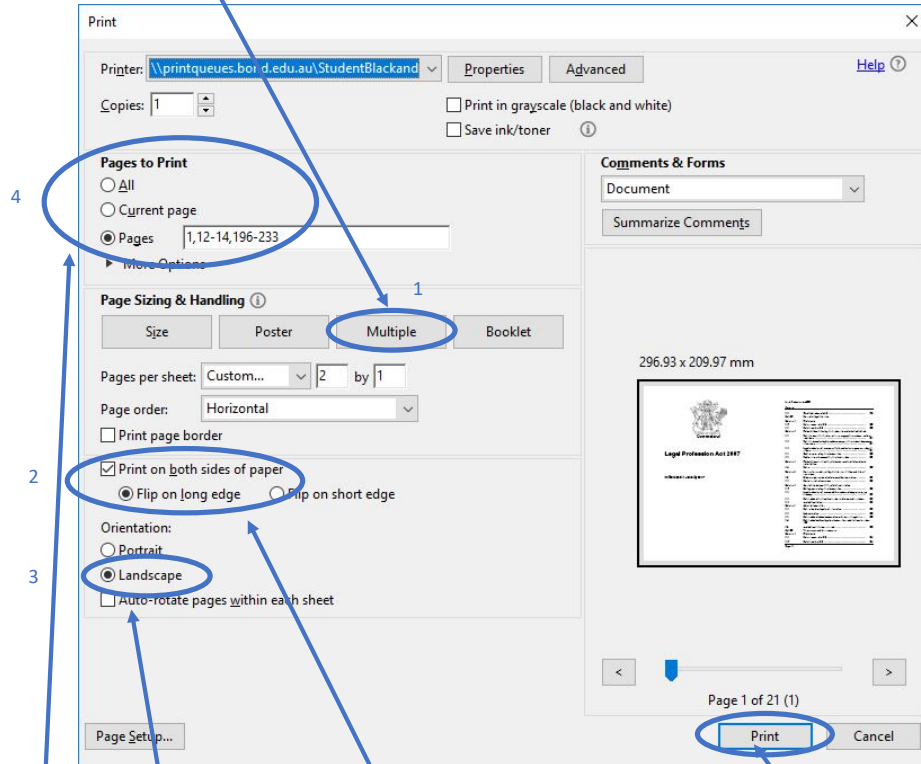 Print
Printer: \\printqueues.bond.edu.au\StudentBlackand Properties Advanced Help
Copies: 1 Print in grayscale (black and white)
Save ink/toner
Pages to Print Comments & Forms
All Document
4
Current page Summarize Comments
Pages 1,12-14,196-233
More Options
1
Page Sizing & Handling
Size Poster Multiple Booklet
296.93 x 209.97 mm
Pages per sheet: Custom... 2 by 1
Page order: Horizontal
Print page border
Legal Profession Act 2007
2 Print on both sides of paper
Flip on long edge Flip on short edge
Orientation:
Portrait
3 Landscape
Auto-rotate pages within each sheet
< >
Page 1 of 21 (1)
Page Setup... Print Cancel